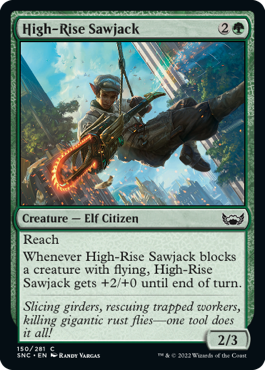 High-Rise Sawjack 2
Creature — Elf Citizen
Reach
Whenever High-Rise Sawjack blocks
a creature with flying, High-Rise
Sawjack gets +2/+0 until end of turn.
Slicing girders, rescuing trapped workers,
killing gigantic rust flies—one tool does
it all!
2/3
150/281 C
SNC • EN RANDY VARGAS ™ & © 2022 Wizards of the Coast